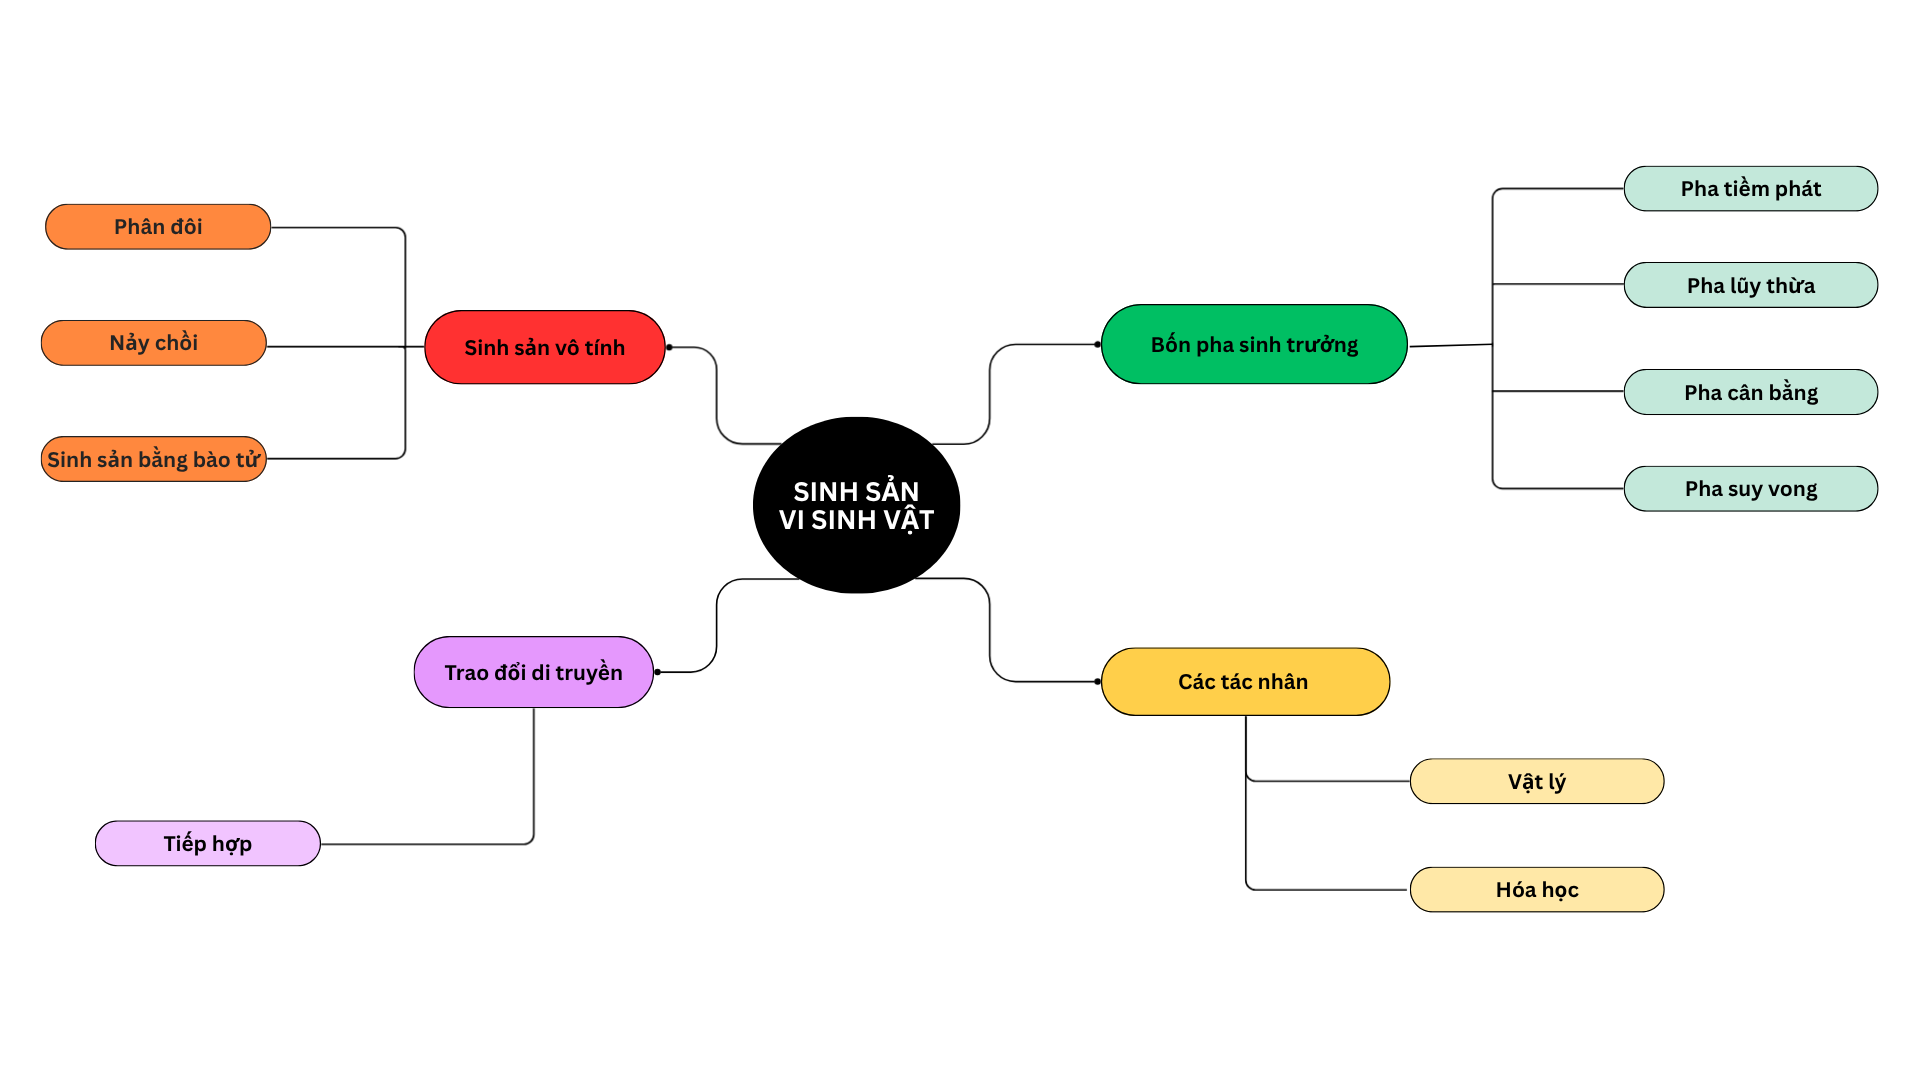 SINH SẢN
VI SINH VẬT
Sinh sản vô tính
Phân đôi
Nảy chồi
Sinh sản bằng bào tử
Bốn pha sinh trưởng
Pha tiềm phát
Pha lũy thừa
Pha cân bằng
Pha suy vong
Trao đổi di truyền
Tiếp hợp
Các tác nhân
Vật lý
Hóa học